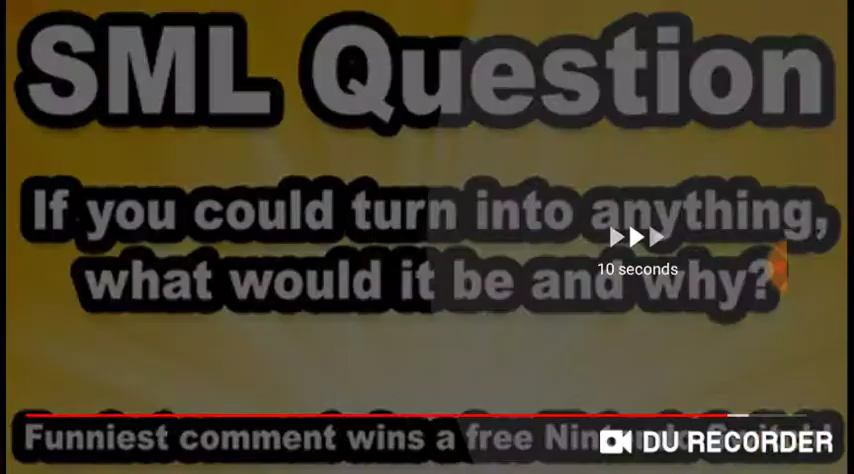 SML Question
If you could turn into anything,
10 seconds
what would it be and why?
Funniest comment wins a free
DU RECORDER